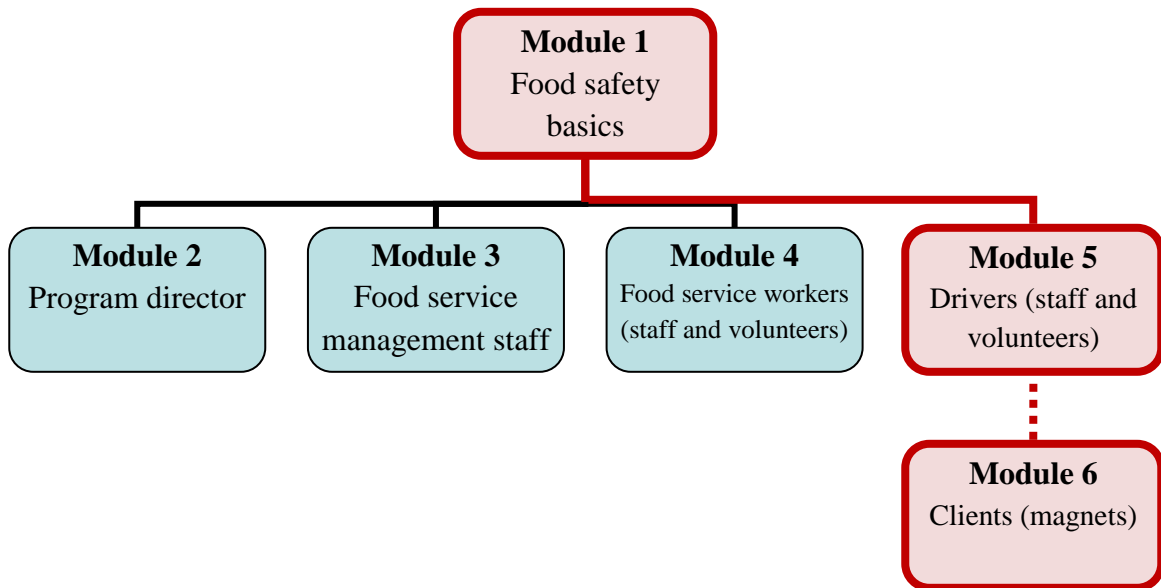 Module 1
Food safety
basics
Module 2
Program director
Module 3
Food service
management staff
Module 4
Food service workers
(staff and volunteers)
Module 5
Drivers (staff and
volunteers)
Module 6
Clients (magnets)